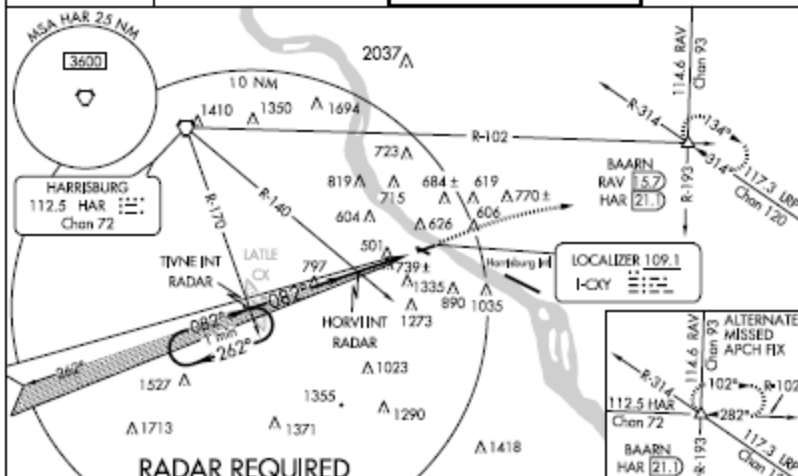 MSA HAR 25 NM
3600
2037
114.6 RAV
Chan 93
10 NM
1410
1350
1694
R-314
134°
314°
R-102
HARRISBURG
112.5 HAR
Chan 72
723
819
715
684 ±
619
770 ±
BAARN
RAV 15.7
HAR 21.1
R-193
117.3 LRP
Chan 120
R-170
R-140
604
626
606
TIVNE INT
RADAR
LATLE
CX
501
797
739 ±
Harrisburg Intl
LOCALIZER 109.1
I-CXY
082°
082°
1 min
262°
262°
1335
890
1035
1273
HORVI INT
RADAR
1527
1023
1355
1290
1713
1371
1418
RADAR REQUIRED
ALTERNATE
MISSED
APCH FIX
114.6 RAV
Chan 93
R-314
102°
R-102
282°
112.5 HAR
Chan 72
BAARN
HAR 21.1
R-193
117.3 LRP